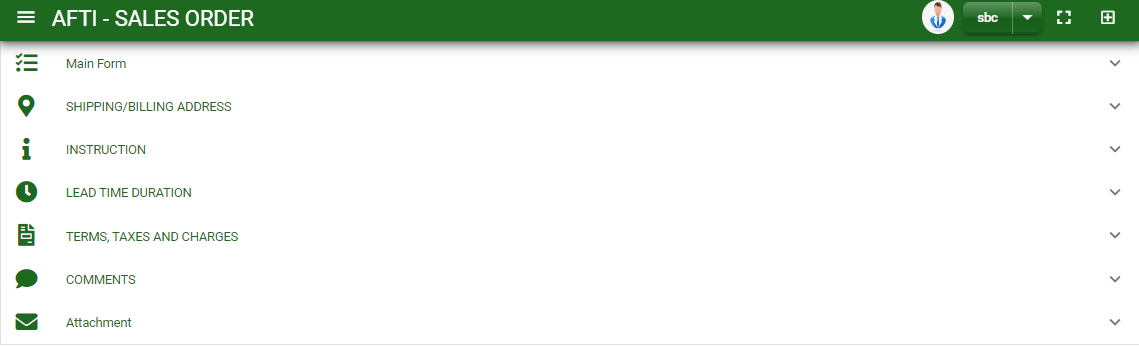 AFTI - SALES ORDER
sbc
Main Form
SHIPPING/BILLING ADDRESS
INSTRUCTION
LEAD TIME DURATION
TERMS, TAXES AND CHARGES
COMMENTS
Attachment